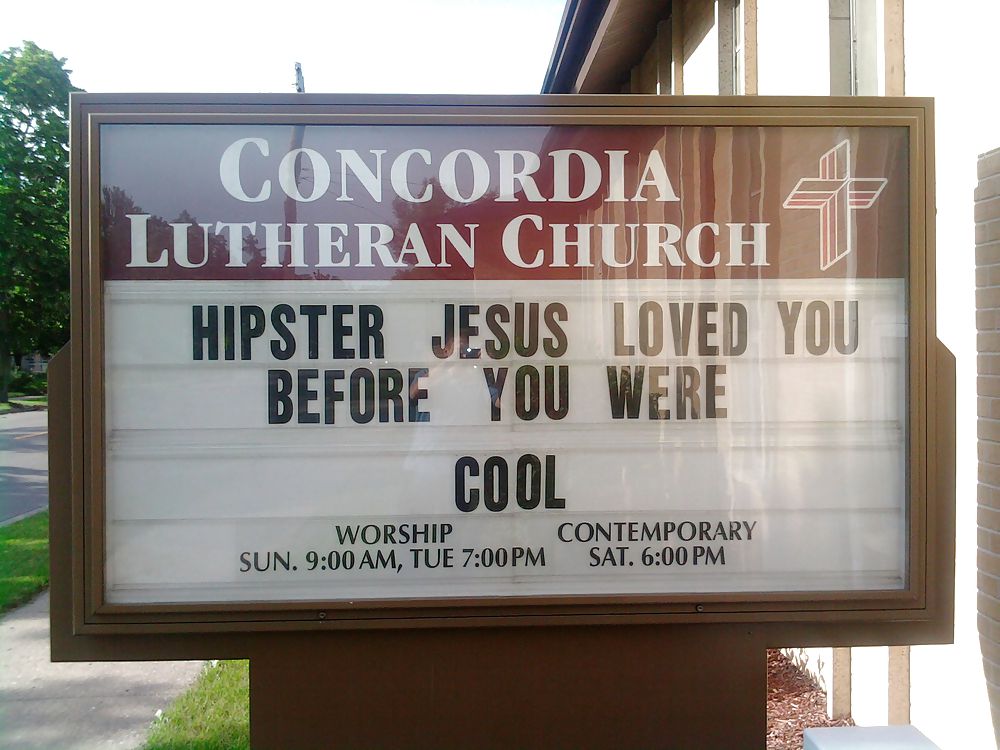 CONCORDIA
LUTHERAN CHURCH
HIPSTER JESUS LOVED YOU
BEFORE YOU WERE
COOL
WORSHIP
SUN. 9:00 AM, TUE 7:00 PM
CONTEMPORARY
SAT. 6:00 PM